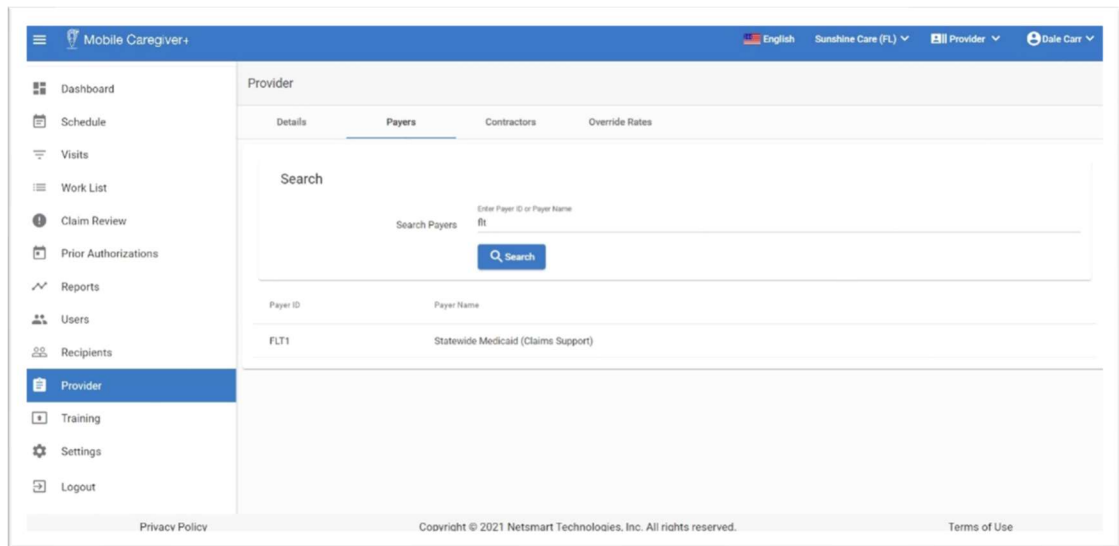 Mobile Caregiver+
English Sunshine Care (FL) Provider Dale Carr
Dashboard
Schedule
Visits
Work List
Claim Review
Prior Authorizations
Reports
Users
Recipients
Provider
Training
Settings
Logout
Provider
Details Payers Contractors Override Rates
Search
Enter Payer ID or Payer Name
Search Payers flt
Search
Payer ID Payer Name
FLT1 Statewide Medicaid (Claims Support)
Privacy Policy Copyright © 2021 Netsmart Technologies, Inc. All rights reserved. Terms of Use